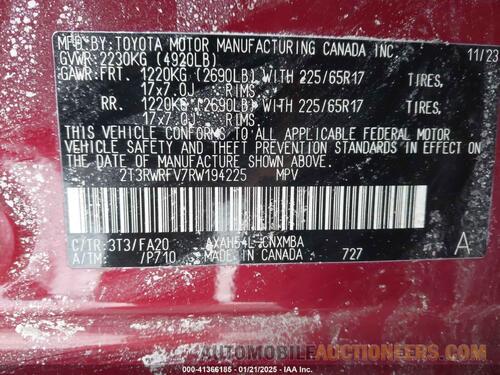 MFD BY: TOYOTA MOTOR MANUFACTURING CANADA INC. 11/23
GVWR: 2230KG (4920LB)
GAWR: FRT. 1220KG (2690LB) WITH 225/65R17 TIRES,
17x7.0J RIMS,
RR. 1220KG (2690LB) WITH 225/65R17 TIRES,
17x7.0J RIMS,
THIS VEHICLE CONFORMS TO ALL APPLICABLE FEDERAL MOTOR
VEHICLE SAFETY AND THEFT PREVENTION STANDARDS IN EFFECT ON
THE DATE OF MANUFACTURE SHOWN ABOVE.
2T3RWRFV7RW194225 MPV
C/TR: 3T3/FA20 AXAH54L-CNXMBA A
A/TM: /P710 MADE IN CANADA 727
AUTOMOBILEAUCTIONEERS.COM
000-41366185 - 01/21/2025 - IAA Inc.